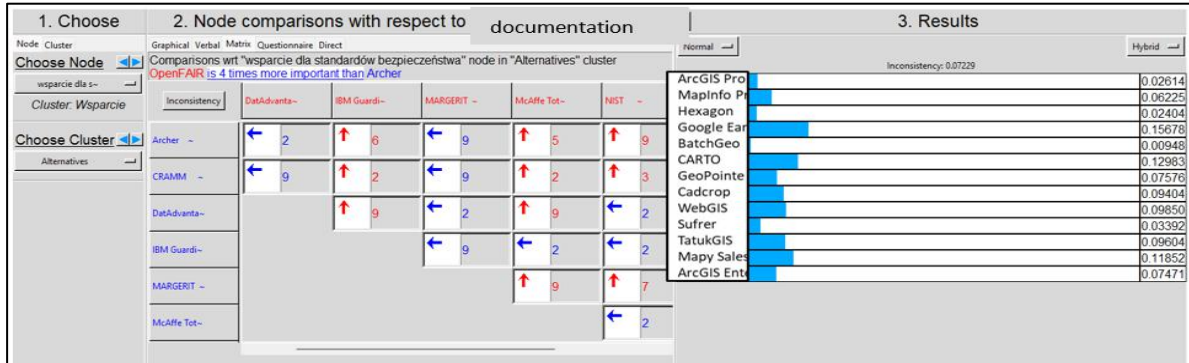 1. Choose
2. Node comparisons with respect to documentation
3. Results
Node Cluster
Choose Node
wsparcie dla s~
Cluster: Wsparcie
Choose Cluster
Alternatives
Graphical Verbal Matrix Questionnaire Direct
Comparisons wrt "wsparcie dla standardów bezpieczeństwa" node in "Alternatives" cluster
OpenFAIR is 4 times more important than Archer
Inconsistency DatAdvanta~ IBM Guardi~ MARGERIT ~ McAffe Tot~ NIST ~
Archer ~ ← 2 ↑ 6 ← 9 ↑ 5 ↑ 9
CRAMM ~ ← 9 ↑ 2 ← 9 ↑ 2 ↑ 3
DatAdvanta~ ↑ 9 ← 2 ↑ 9 ← 2
IBM Guardi~ ← 9 ← 2 ← 2
MARGERIT ~ ↑ 9 ↑ 7
McAffe Tot~ ← 2
Normal Hybrid
Inconsistency: 0.07229
ArcGIS Pro 0.02614
MapInfo Pr 0.06225
Hexagon 0.02404
Google Ear 0.15678
BatchGeo 0.00948
CARTO 0.12983
GeoPointe 0.07576
Cadcrop 0.09404
WebGIS 0.09850
Sufrer 0.03392
TatukGIS 0.09604
Mapy Sales 0.11852
ArcGIS Ente 0.07471